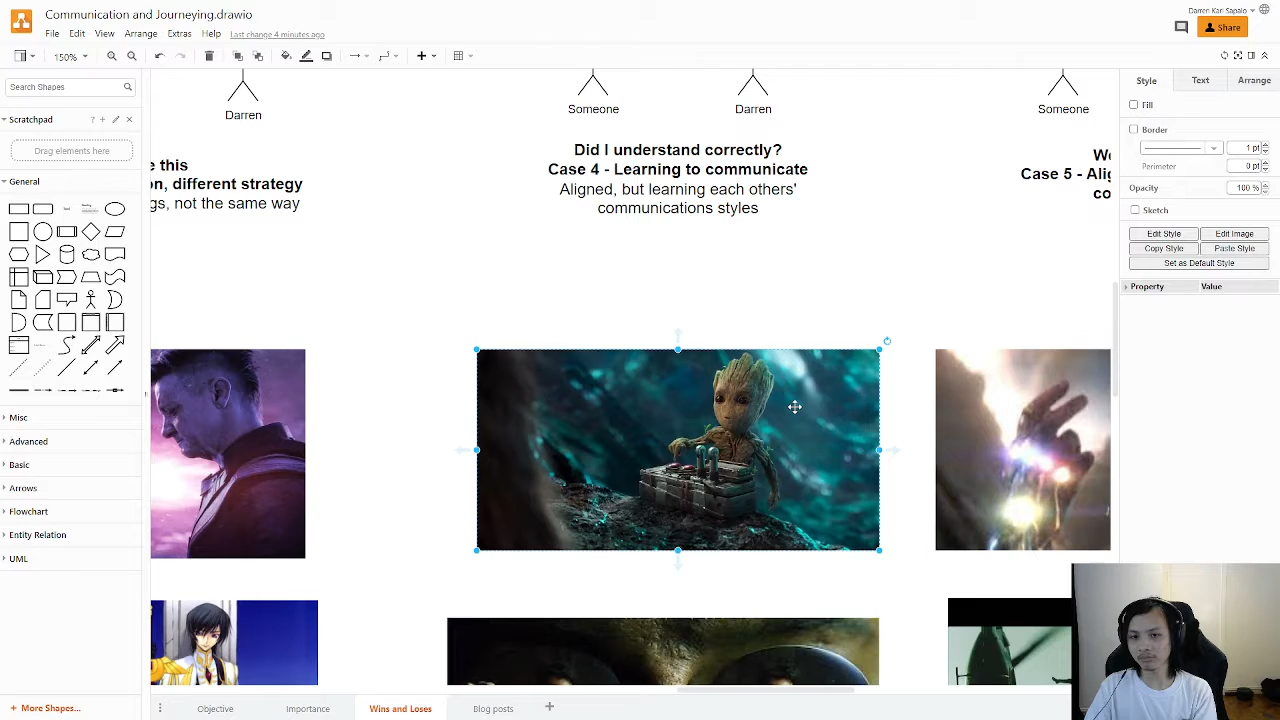 Communication and Journeying.drawio
Darren Karl Sapalo
File Edit View Arrange Extras Help Last change 4 minutes ago
Share
150%
Search Shapes
Scratchpad
Drag elements here
General
Misc
Advanced
Basic
Arrows
Flowchart
Entity Relation
UML
+ More Shapes...
Darren
Someone
Darren
Someone
e this
on, different strategy
gs, not the same way
Did I understand correctly?
Case 4 - Learning to communicate
Aligned, but learning each others'
communications styles
We
Case 5 - Alig
co
Style Text Arrange
Fill
Border
1 pt
Perimeter 0 pt
Opacity 100 %
Sketch
Edit Style Edit Image
Copy Style Paste Style
Set as Default Style
Property Value
Objective Importance Wins and Loses Blog posts